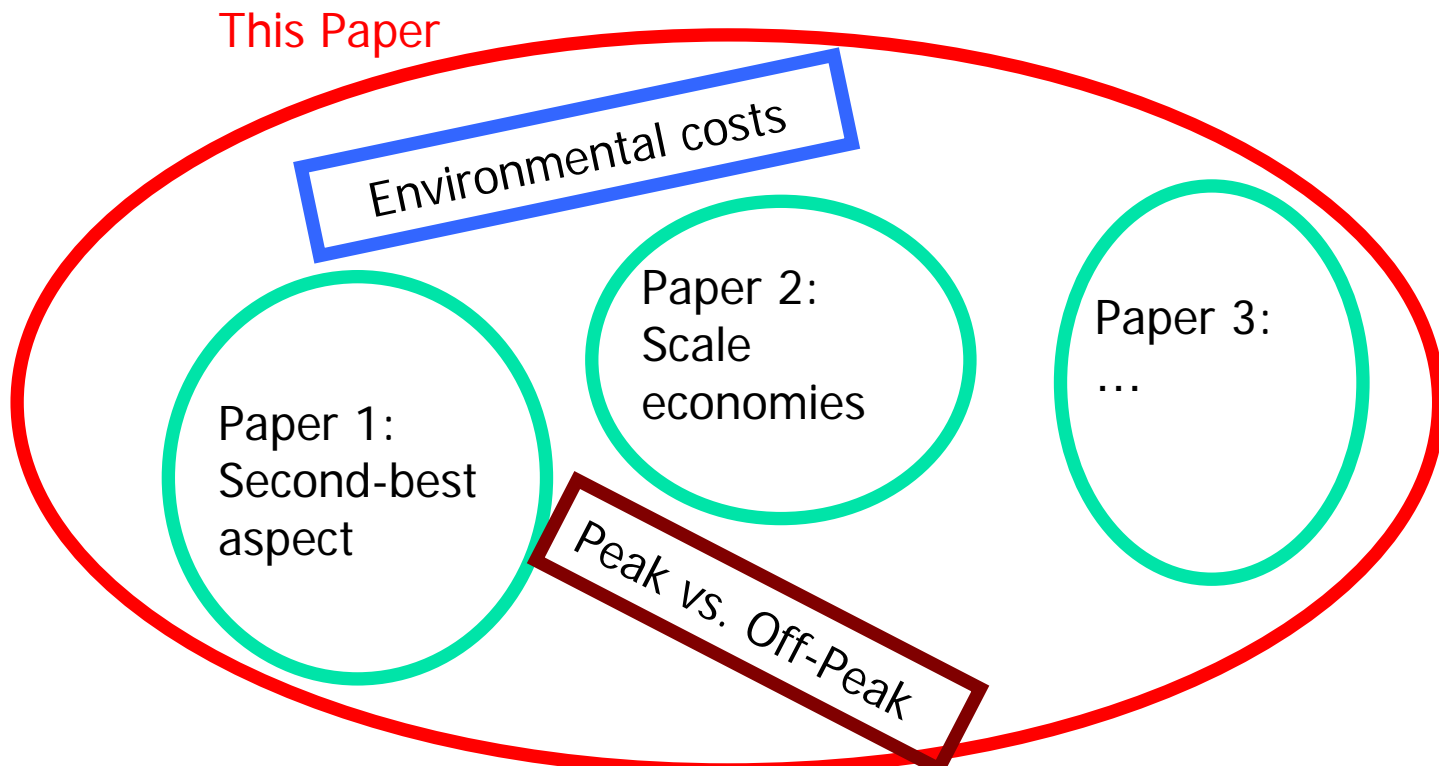 This Paper
Environmental costs
Paper 2:
Scale
economies
Paper 3:
…
Paper 1:
Second-best
aspect
Peak vs. Off-Peak